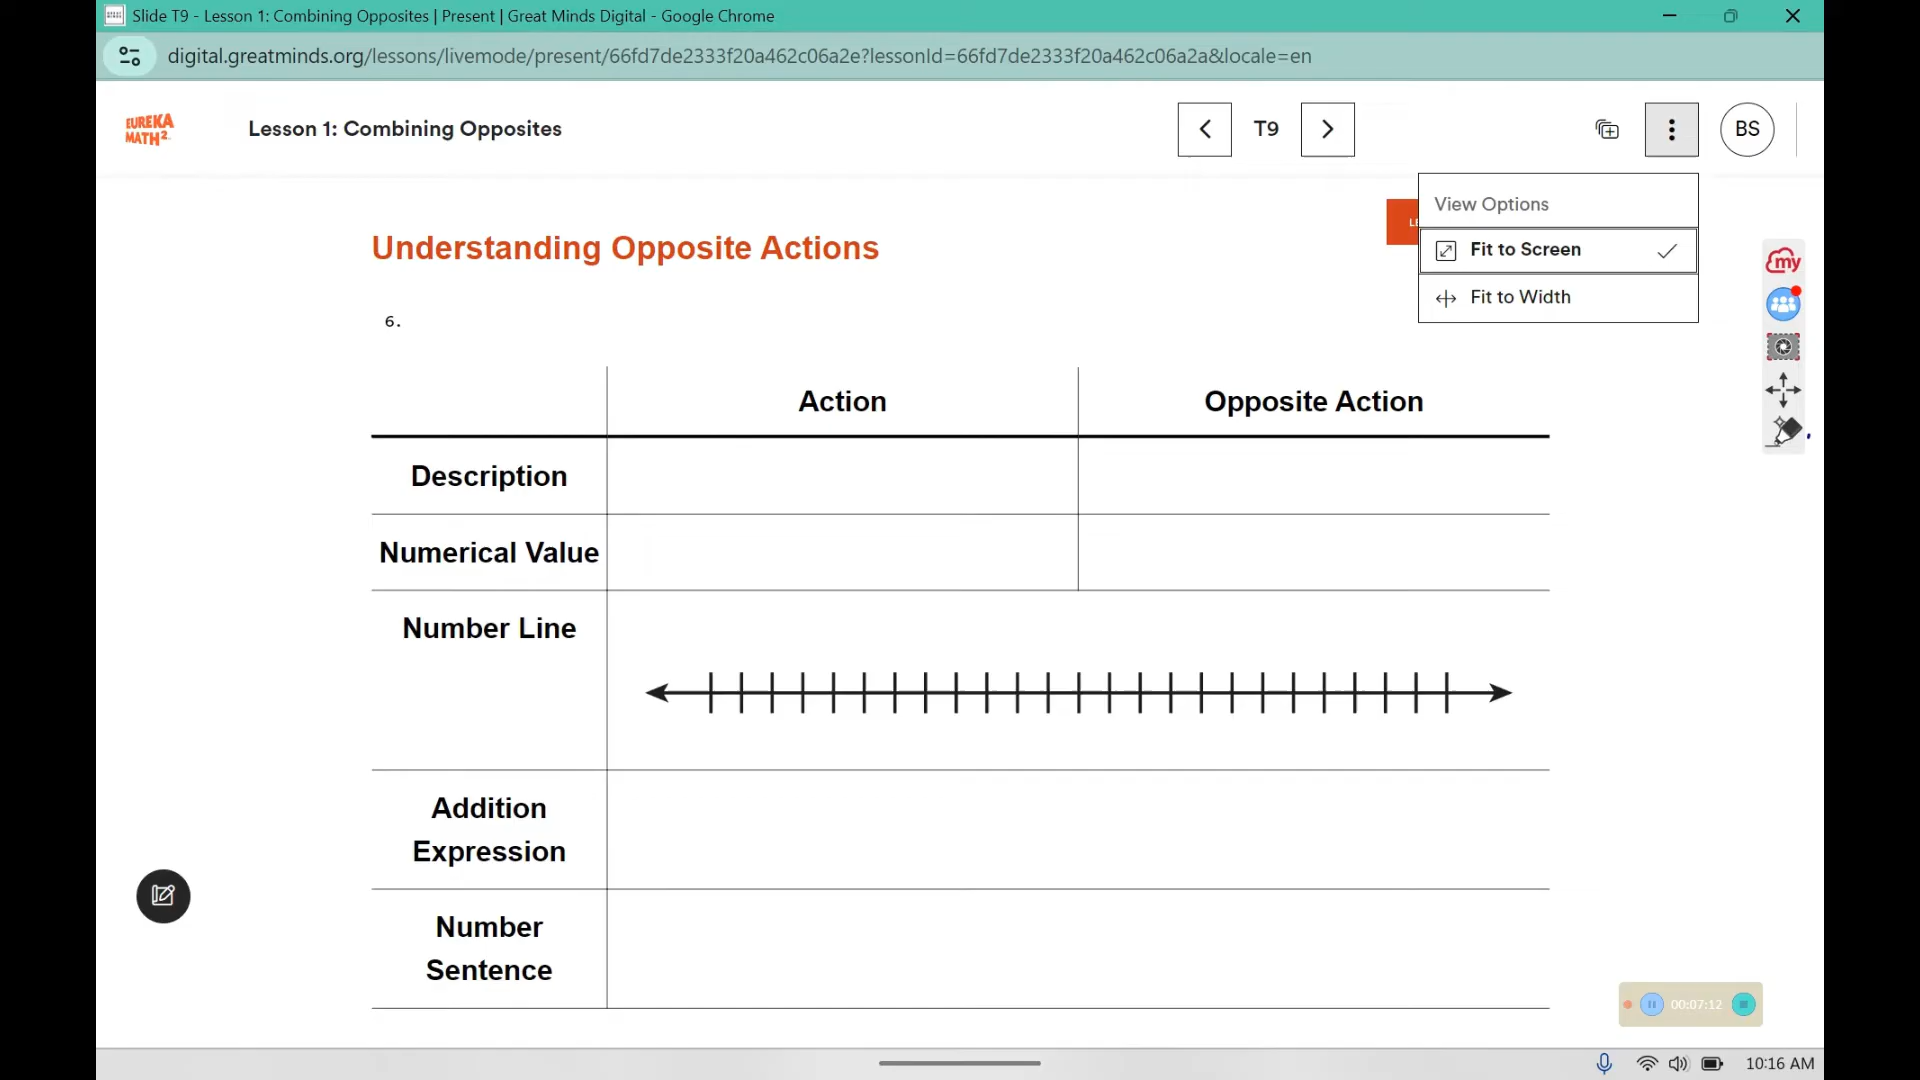 Slide T9 - Lesson 1: Combining Opposites | Present | Great Minds Digital - Google Chrome
digital.greatminds.org/lessons/livemode/present/66fd7de2333f20a462c06a2e?lessonId=66fd7de2333f20a462c06a2a&locale=en
EUREKA
MATH²
Lesson 1: Combining Opposites
T9
BS
View Options
Fit to Screen
Fit to Width
Understanding Opposite Actions
LE
my
6.
Action
Opposite Action
Description
Numerical Value
Number Line
Addition
Expression
Number
Sentence
00:07:12
10:16 AM